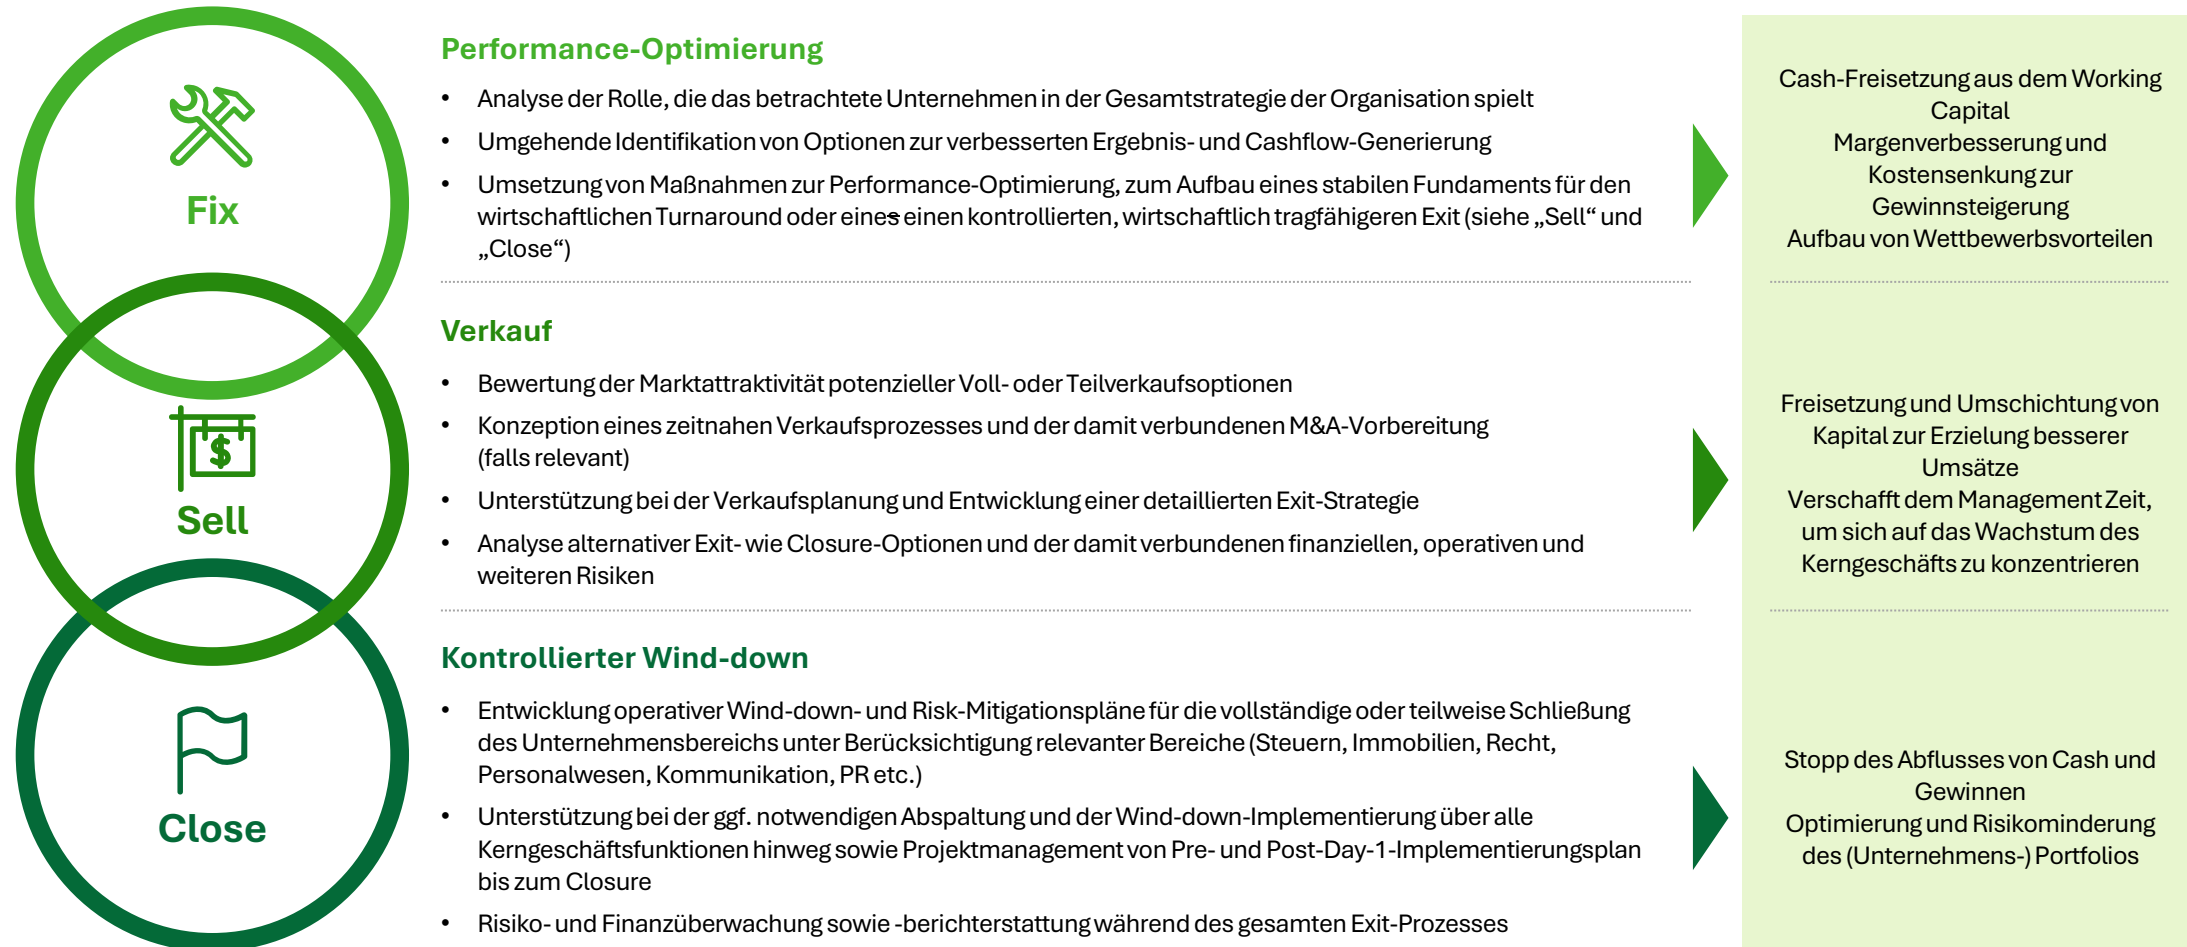 Fix
Performance-Optimierung
• Analyse der Rolle, die das betrachtete Unternehmen in der Gesamtstrategie der Organisation spielt
• Umgehende Identifikation von Optionen zur verbesserten Ergebnis- und Cashflow-Generierung
• Umsetzung von Maßnahmen zur Performance-Optimierung, zum Aufbau eines stabilen Fundaments für den
wirtschaftlichen Turnaround oder eines einen kontrollierten, wirtschaftlich tragfähigeren Exit (siehe „Sell“ und
„Close“)
Cash-Freisetzung aus dem Working
Capital
Margenverbesserung und
Kostensenkung zur
Gewinnsteigerung
Aufbau von Wettbewerbsvorteilen
$
Sell
Verkauf
• Bewertung der Marktattraktivität potenzieller Voll- oder Teilverkaufsoptionen
• Konzeption eines zeitnahen Verkaufsprozesses und der damit verbundenen M&A-Vorbereitung
(falls relevant)
• Unterstützung bei der Verkaufsplanung und Entwicklung einer detaillierten Exit-Strategie
• Analyse alternativer Exit- wie Closure-Optionen und der damit verbundenen finanziellen, operativen und
weiteren Risiken
Freisetzung und Umschichtung von
Kapital zur Erzielung besserer
Umsätze
Verschafft dem Management Zeit,
um sich auf das Wachstum des
Kerngeschäfts zu konzentrieren
Close
Kontrollierter Wind-down
• Entwicklung operativer Wind-down- und Risk-Mitigationspläne für die vollständige oder teilweise Schließung
des Unternehmensbereichs unter Berücksichtigung relevanter Bereiche (Steuern, Immobilien, Recht,
Personalwesen, Kommunikation, PR etc.)
• Unterstützung bei der ggf. notwendigen Abspaltung und der Wind-down-Implementierung über alle
Kerngeschäftsfunktionen hinweg sowie Projektmanagement von Pre- und Post-Day-1-Implementierungsplan
bis zum Closure
• Risiko- und Finanzüberwachung sowie -berichterstattung während des gesamten Exit-Prozesses
Stopp des Abflusses von Cash und
Gewinnen
Optimierung und Risikominderung
des (Unternehmens-) Portfolios